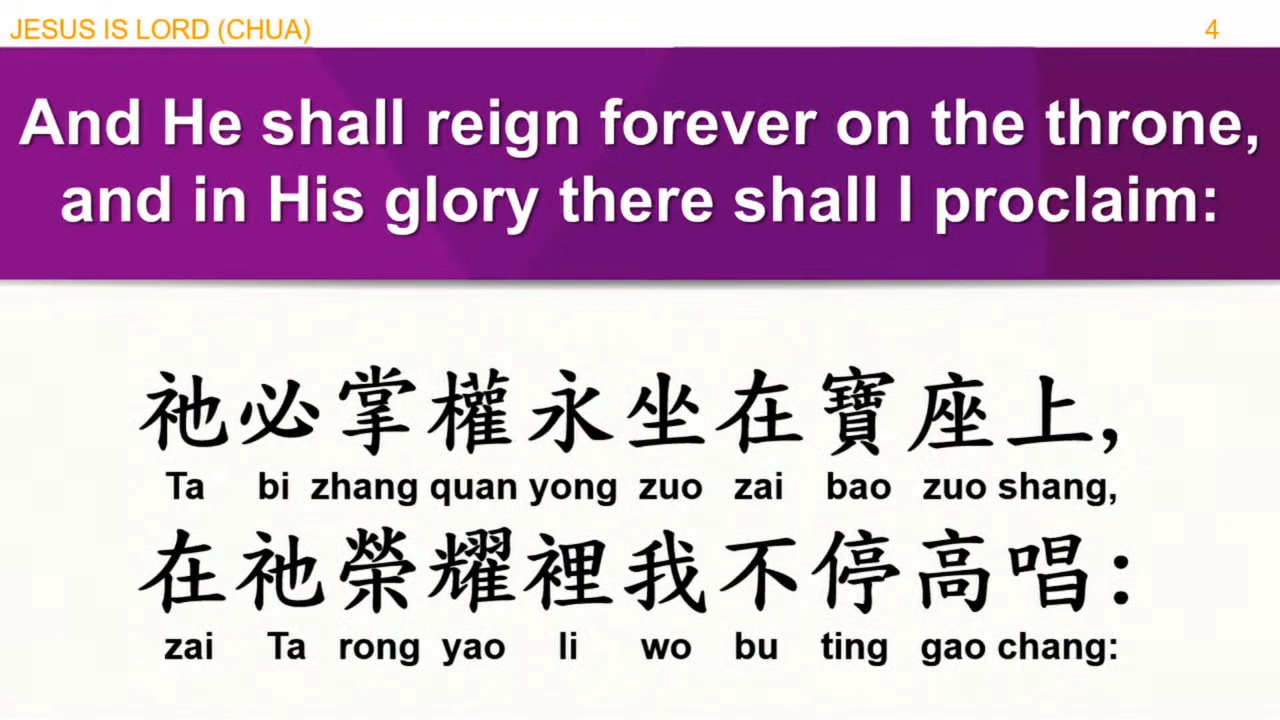 JESUS IS LORD (CHUA) 4
And He shall reign forever on the throne,
and in His glory there shall I proclaim:
祂必掌權永坐在寶座上,
Ta bi zhang quan yong zuo zai bao zuo shang,
在祂榮耀裡我不停高唱：
zai Ta rong yao li wo bu ting gao chang: